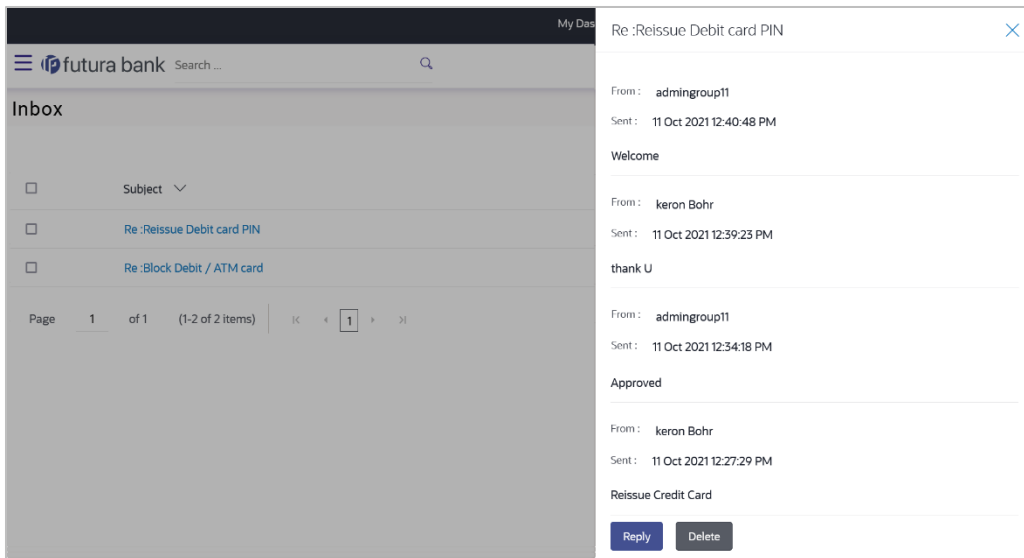 My Das
futura bank Search ...
Inbox
Subject
Re :Reissue Debit card PIN
Re :Block Debit / ATM card
Page 1 of 1 (1-2 of 2 items) 1
Re :Reissue Debit card PIN
From : admingroup11
Sent : 11 Oct 2021 12:40:48 PM
Welcome
From : keron Bohr
Sent : 11 Oct 2021 12:39:23 PM
thank U
From : admingroup11
Sent : 11 Oct 2021 12:34:18 PM
Approved
From : keron Bohr
Sent : 11 Oct 2021 12:27:29 PM
Reissue Credit Card
Reply Delete